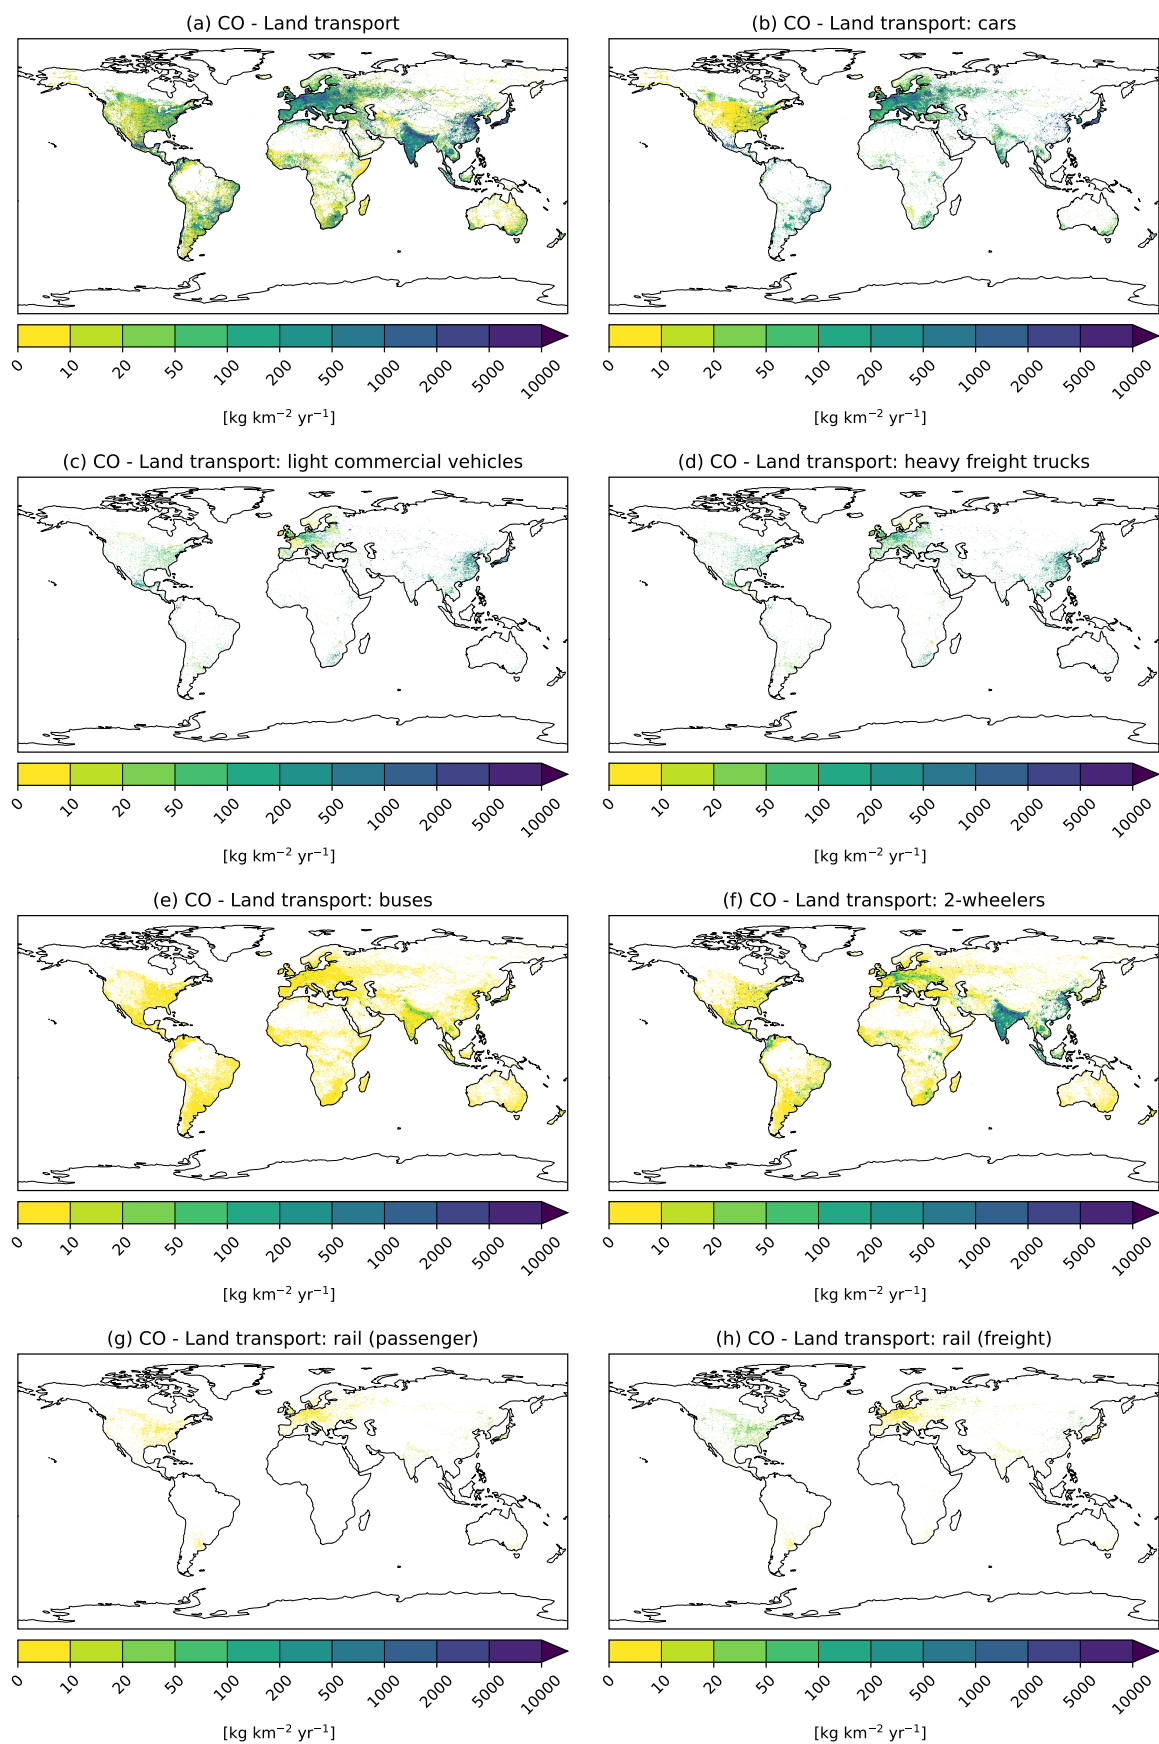 (a) CO - Land transport
(b) CO - Land transport: cars
0 10 20 50 100 200 500 1000 2000 5000 10000
0 10 20 50 100 200 500 1000 2000 5000 10000
[kg km⁻² yr⁻¹]
[kg km⁻² yr⁻¹]
(c) CO - Land transport: light commercial vehicles
(d) CO - Land transport: heavy freight trucks
0 10 20 50 100 200 500 1000 2000 5000 10000
0 10 20 50 100 200 500 1000 2000 5000 10000
[kg km⁻² yr⁻¹]
[kg km⁻² yr⁻¹]
(e) CO - Land transport: buses
(f) CO - Land transport: 2-wheelers
0 10 20 50 100 200 500 1000 2000 5000 10000
0 10 20 50 100 200 500 1000 2000 5000 10000
[kg km⁻² yr⁻¹]
[kg km⁻² yr⁻¹]
(g) CO - Land transport: rail (passenger)
(h) CO - Land transport: rail (freight)
0 10 20 50 100 200 500 1000 2000 5000 10000
0 10 20 50 100 200 500 1000 2000 5000 10000
[kg km⁻² yr⁻¹]
[kg km⁻² yr⁻¹]